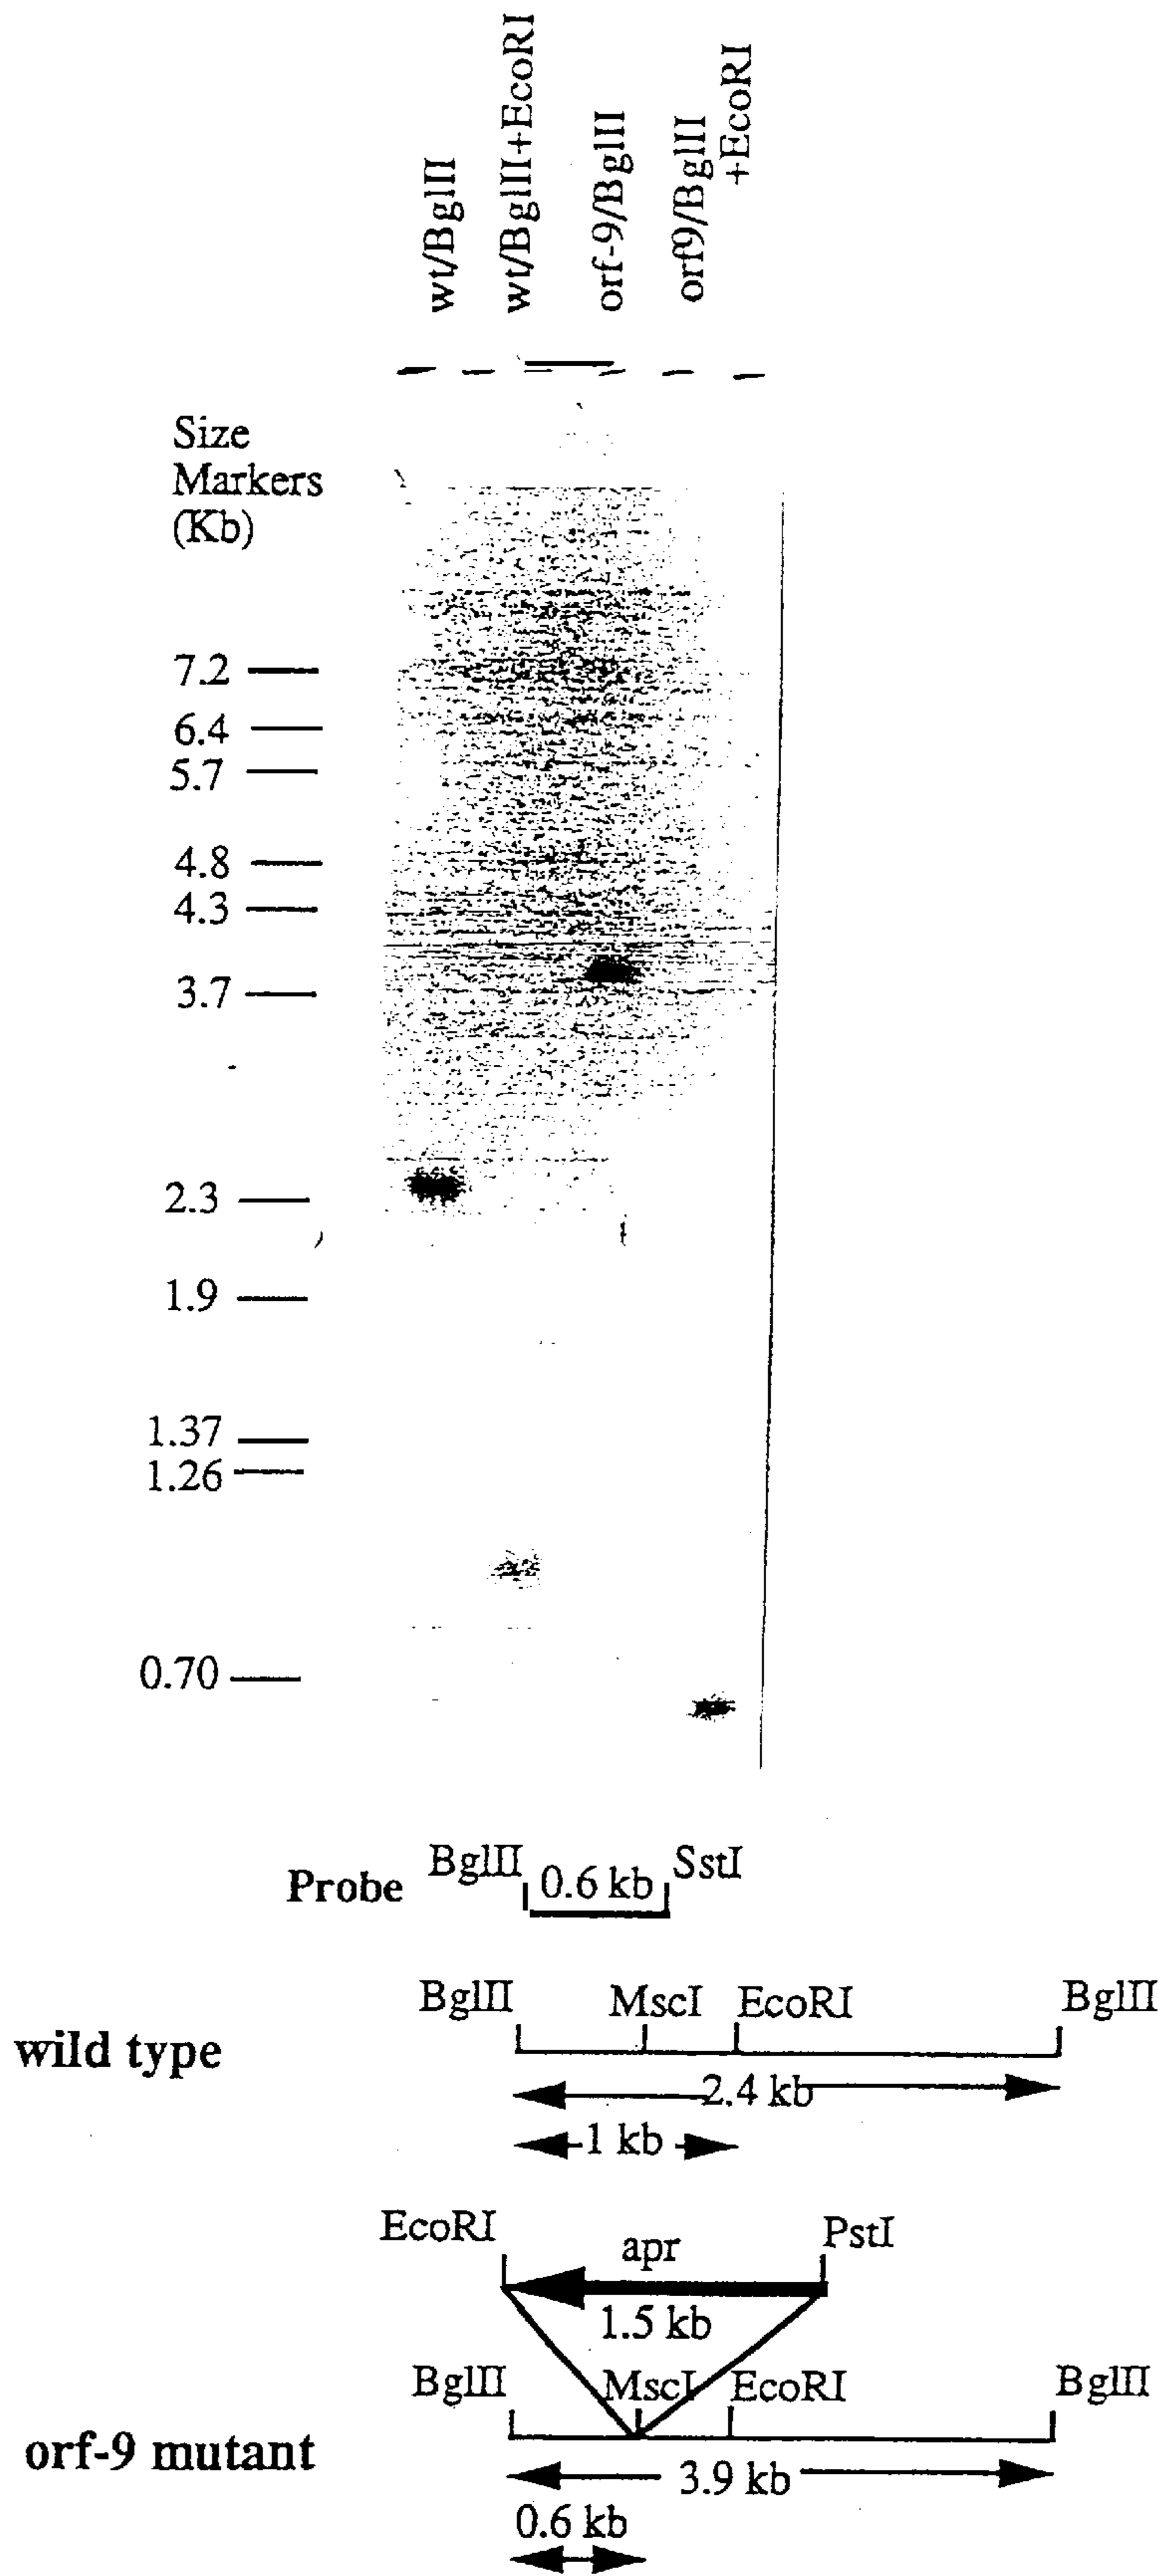 wt/BglII
wt/BglII+EcoRI
orf-9/BglII
orf9/BglII
+EcoRI
Size
Markers
(Kb)
7.2
6.4
5.7
4.8
4.3
3.7
2.3
1.9
1.37
1.26
0.70
Probe BglII 0.6 kb SstI
BglII MscI EcoRI BglII
wild type
2.4 kb
1 kb
EcoRI apr PstI
1.5 kb
BglII MscI EcoRI BglII
orf-9 mutant
3.9 kb
0.6 kb